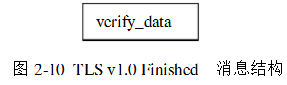 verify_data
图 2-10 TLS v1.0 Finished 消息结构